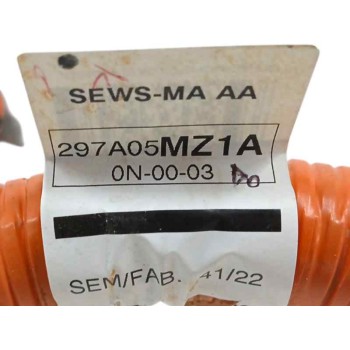 SEWS-MA AA
297A05MZ1A
0N-00-03
SEM/FAB. 41/22